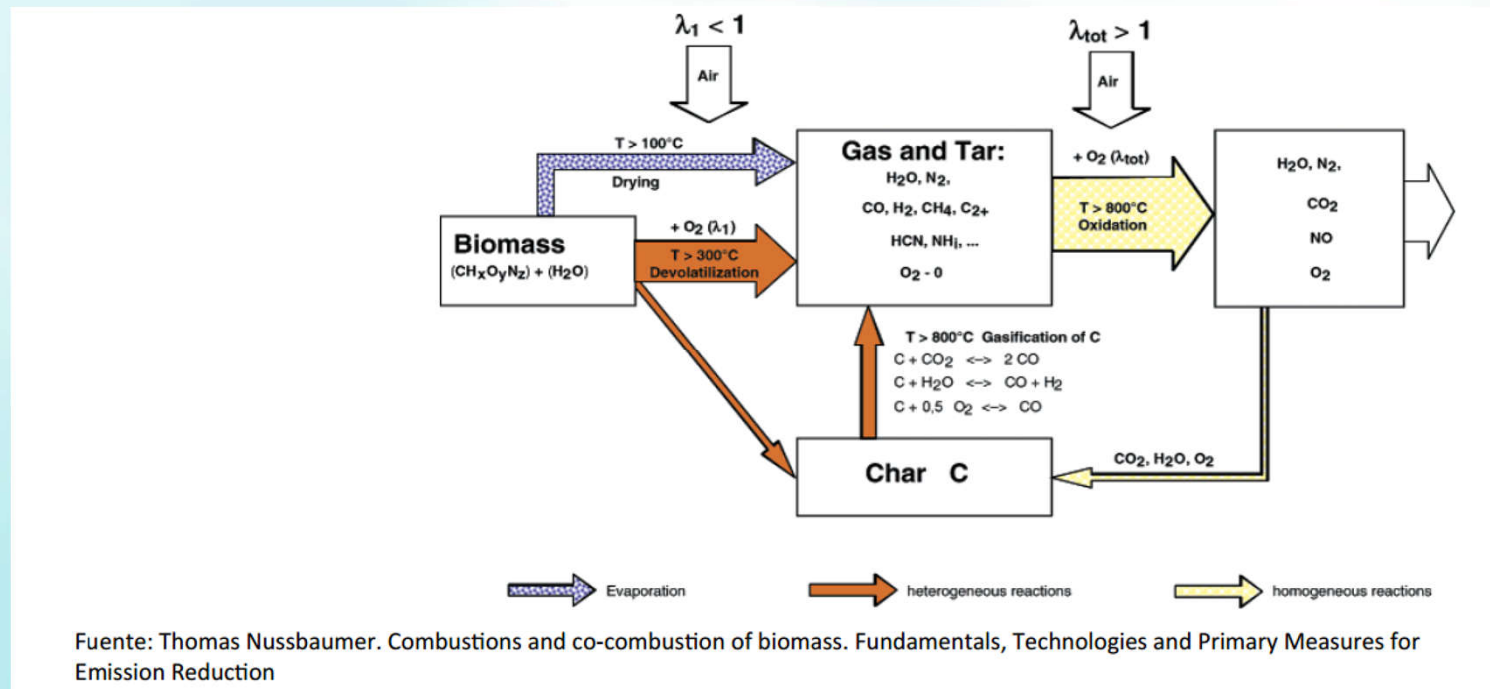 λ1 < 1
Air
λtot > 1
Air
T > 100°C
Drying
Biomass
(CHxOyNz) + (H2O)
+ O2 (λ1)
T > 300°C
Devolatilization
Gas and Tar:
H2O, N2,
CO, H2, CH4, C2+
HCN, NHi, ...
O2 - 0
+ O2 (λtot)
T > 800°C
Oxidation
H2O, N2,
CO2
NO
O2
T > 800°C Gasification of C
C + CO2 <-> 2 CO
C + H2O <-> CO + H2
C + 0,5 O2 <-> CO
Char C
CO2, H2O, O2
Evaporation
heterogeneous reactions
homogeneous reactions
Fuente: Thomas Nussbaumer. Combustions and co-combustion of biomass. Fundamentals, Technologies and Primary Measures for
Emission Reduction